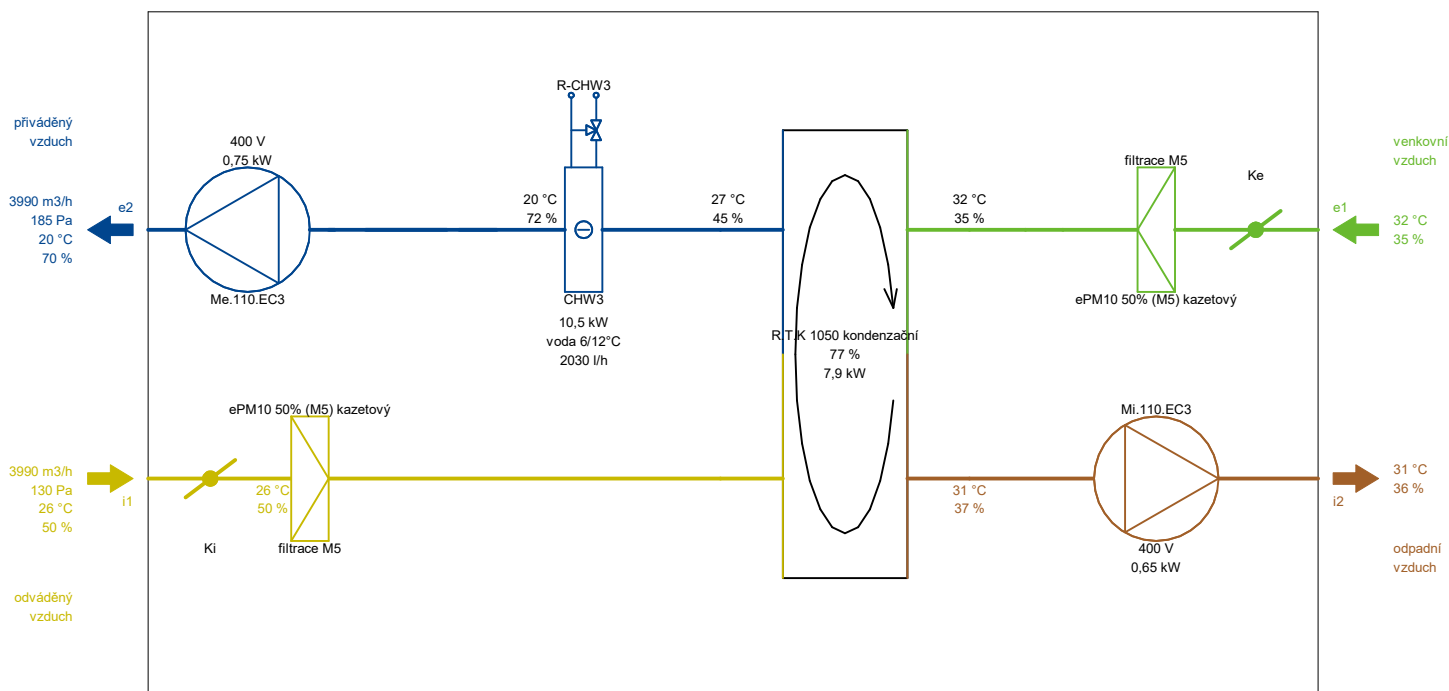 R-CHW3
přiváděný
vzduch
400 V
0,75 kW
3990 m3/h
185 Pa
20 °C
70 %
e2
Me.110.EC3
20 °C
72 %
CHW3
10,5 kW
voda 6/12°C
2030 l/h
27 °C
45 %
32 °C
35 %
filtrace M5
ePM10 50% (M5) kazetový
Ke
venkovní
vzduch
e1
32 °C
35 %
R.T.K 1050 kondenzační
77 %
7,9 kW
ePM10 50% (M5) kazetový
3990 m3/h
130 Pa
26 °C
50 %
i1
Ki
26 °C
50 %
filtrace M5
odváděný
vzduch
31 °C
37 %
Mi.110.EC3
400 V
0,65 kW
31 °C
36 %
i2
odpadní
vzduch